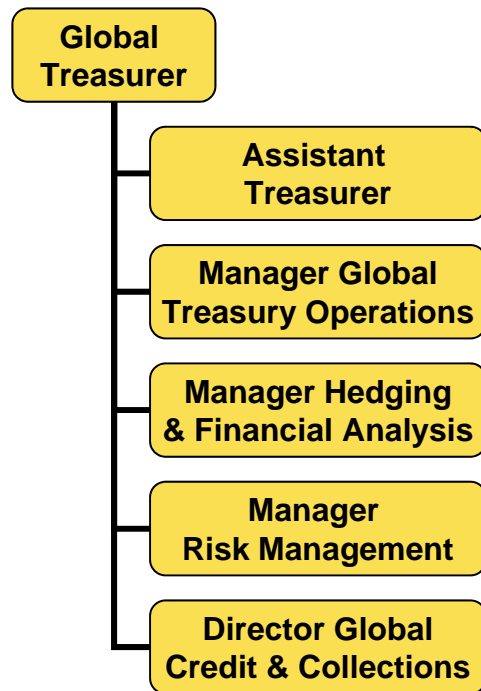 Global
Treasurer
Assistant
Treasurer
Manager Global
Treasury Operations
Manager Hedging
& Financial Analysis
Manager
Risk Management
Director Global
Credit & Collections